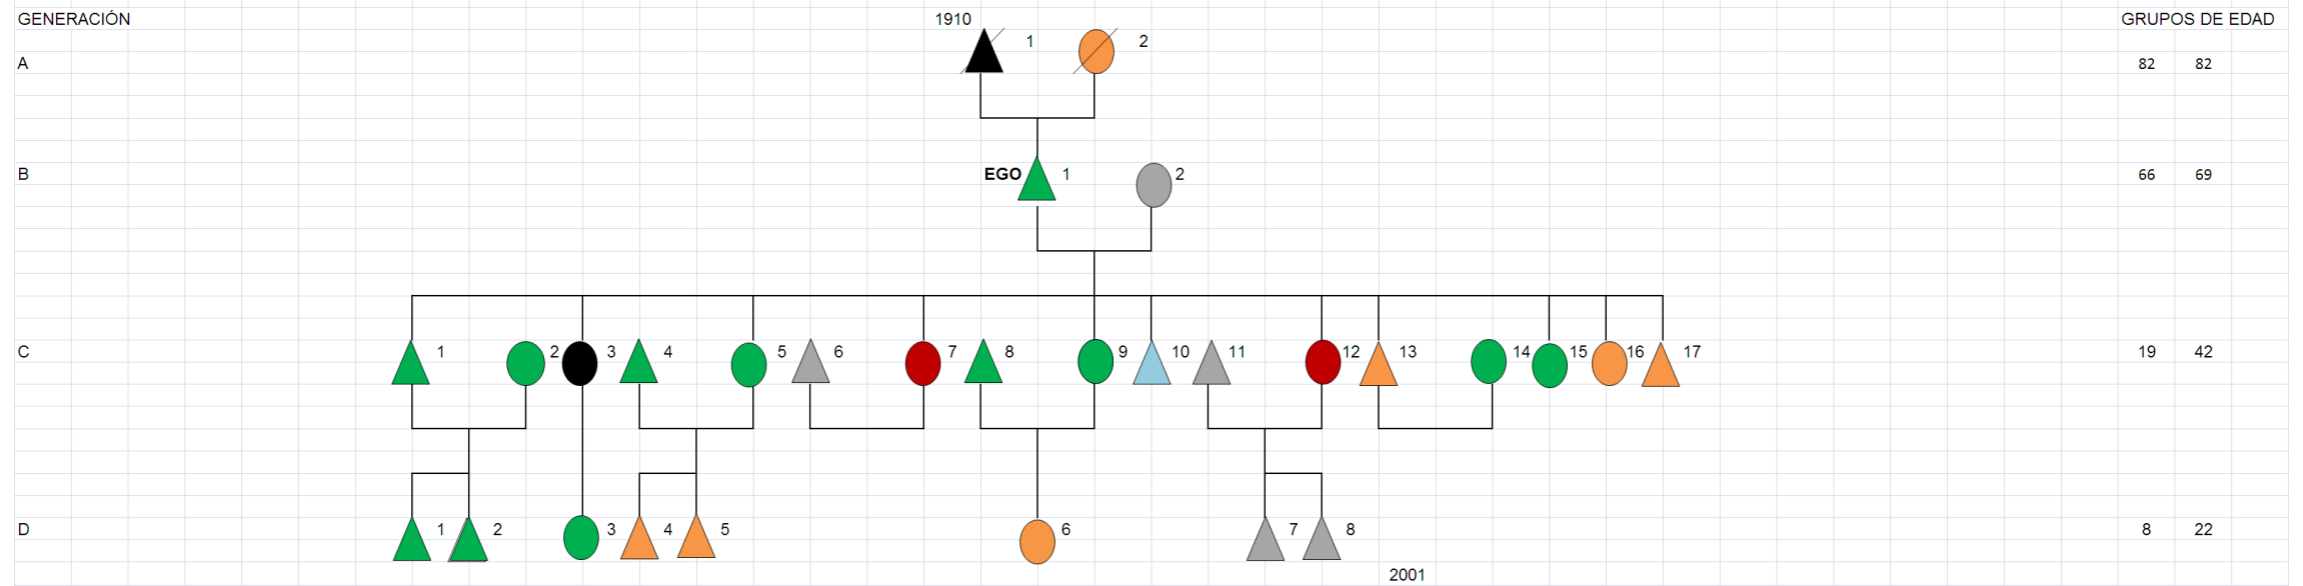 GENERACIÓN 1910 GRUPOS DE EDAD
1 2
A 82 82
B EGO 1 2 66 69
C 1 2 3 4 5 6 7 8 9 10 11 12 13 14 15 16 17 19 42
D 1 2 3 4 5 6 7 8 8 22
2001